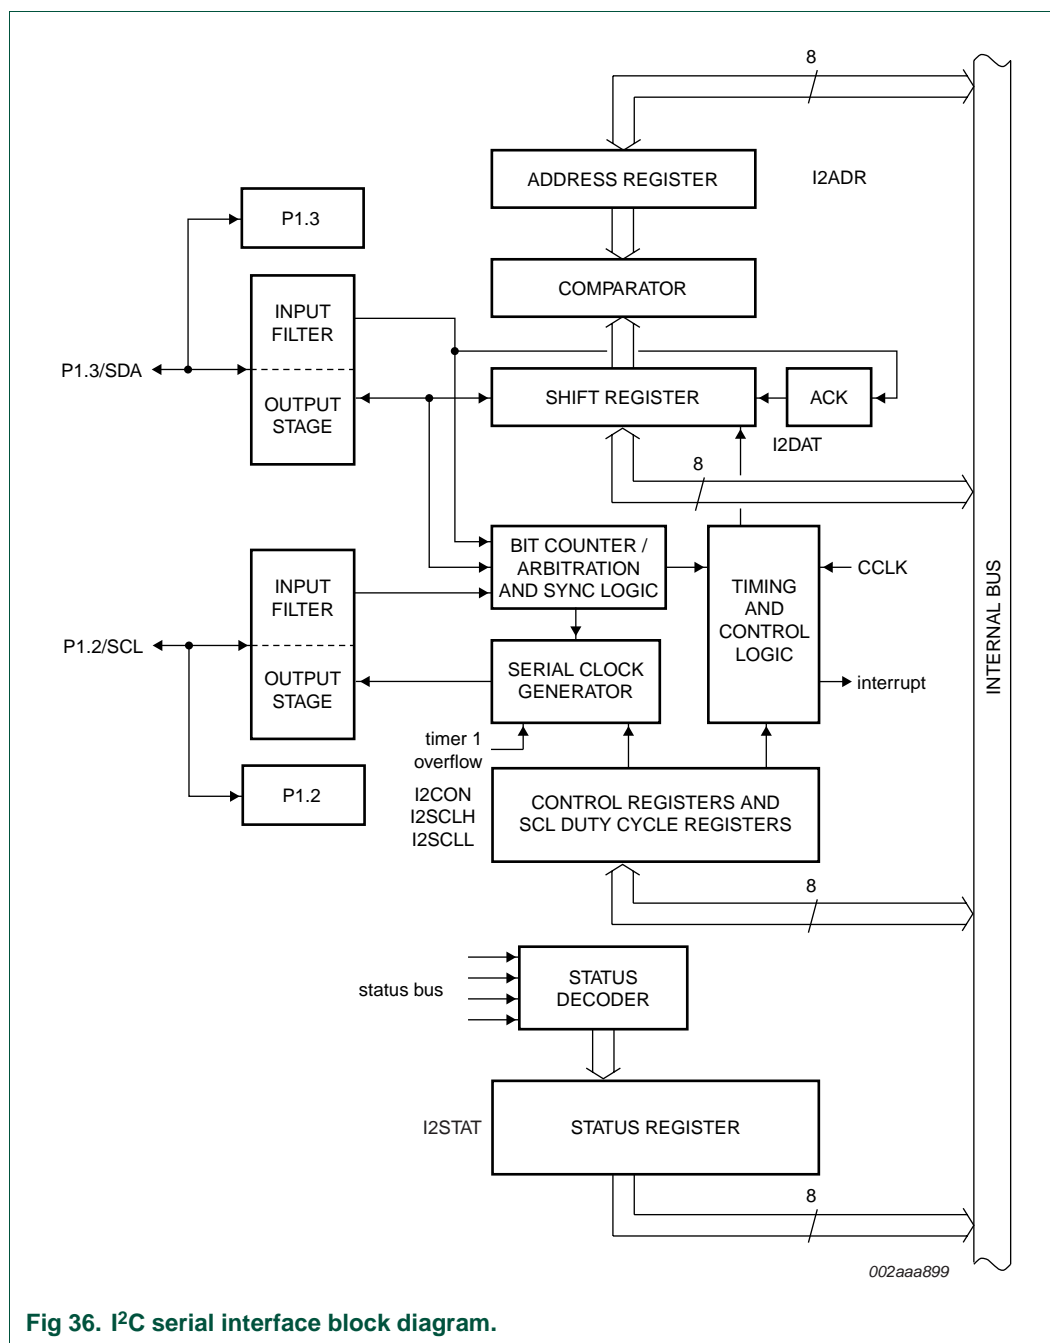 8
ADDRESS REGISTER
I2ADR
P1.3
COMPARATOR
INPUT
FILTER
P1.3/SDA
OUTPUT
STAGE
SHIFT REGISTER
ACK
I2DAT
8
BIT COUNTER /
ARBITRATION
AND SYNC LOGIC
INPUT
FILTER
TIMING
AND
CONTROL
LOGIC
CCLK
INTERNAL BUS
P1.2/SCL
OUTPUT
STAGE
SERIAL CLOCK
GENERATOR
interrupt
timer 1
overflow
P1.2
I2CON
I2SCLH
I2SCLL
CONTROL REGISTERS AND
SCL DUTY CYCLE REGISTERS
8
status bus
STATUS
DECODER
I2STAT
STATUS REGISTER
8
002aaa899
Fig 36. I²C serial interface block diagram.